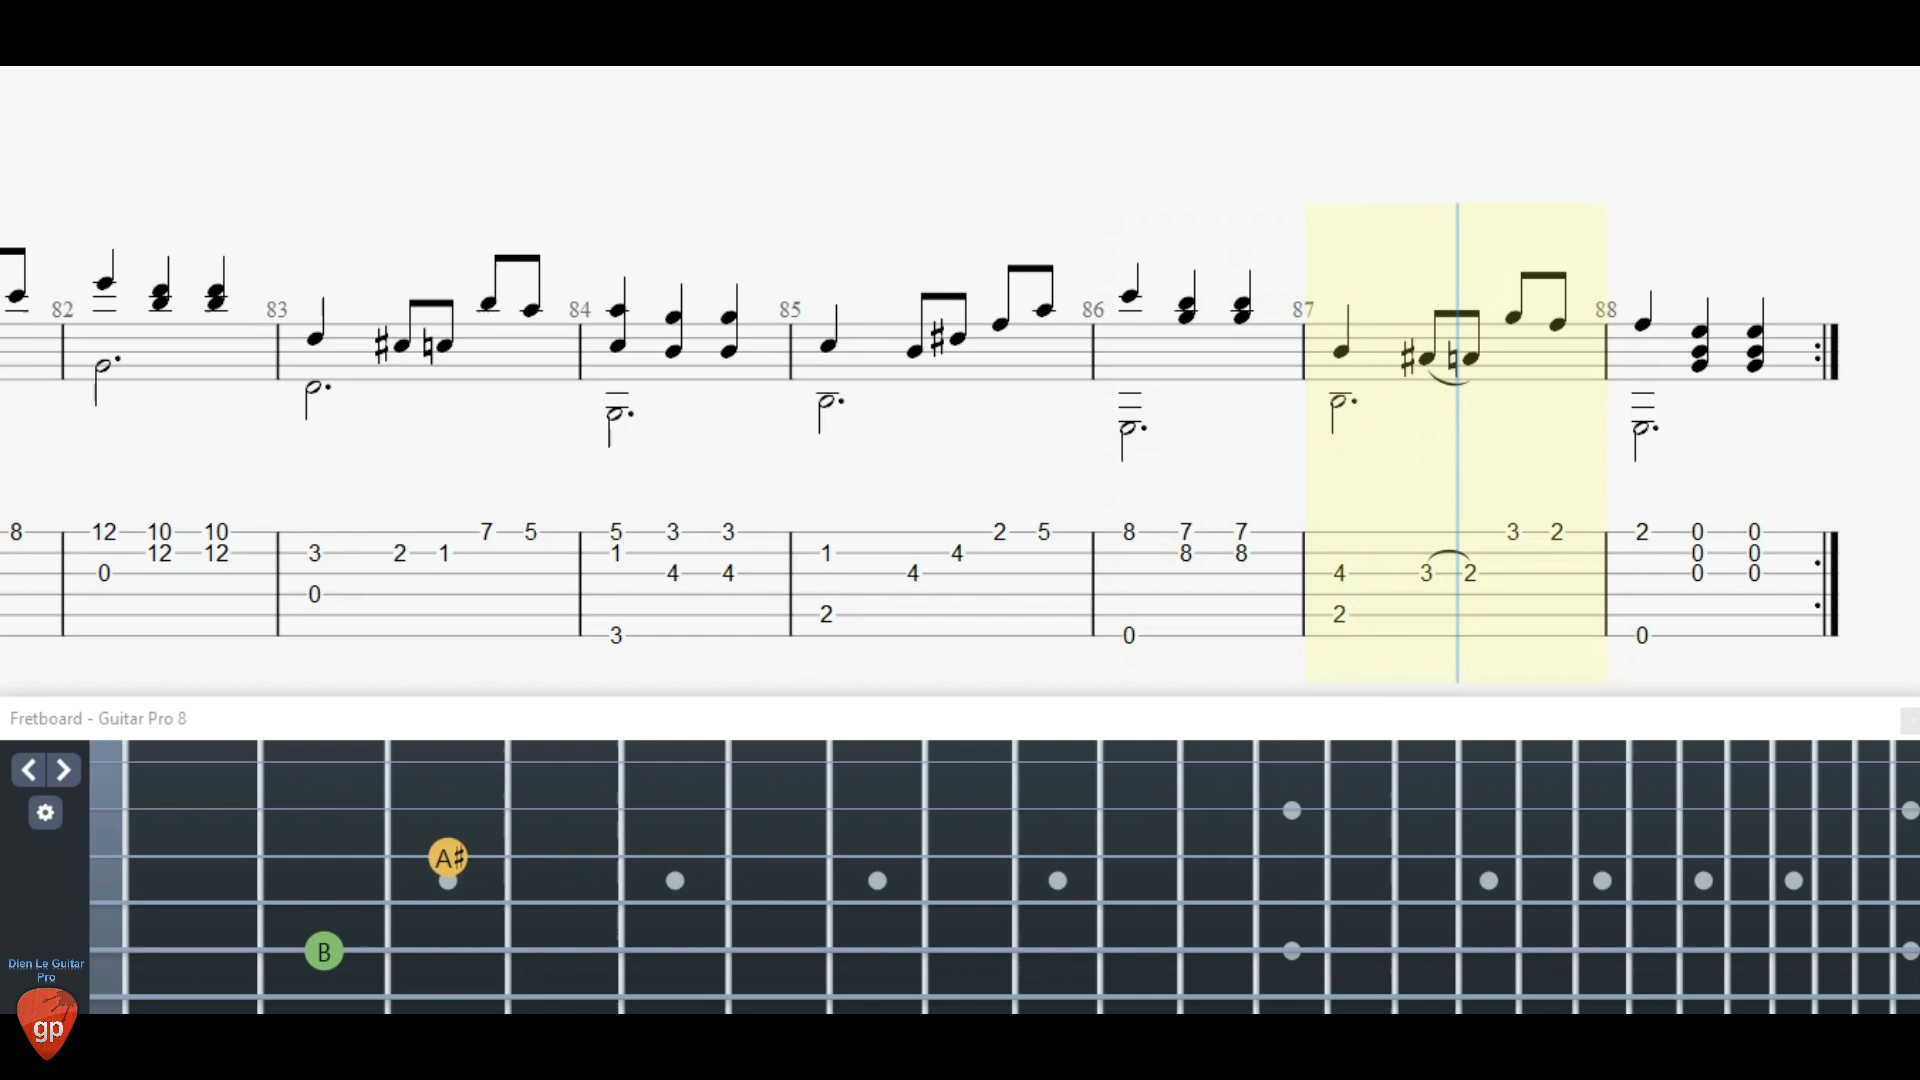 82 83 84 85 86 87 88
8 12 10 10 7 5 5 3 3 2 5 8 7 7 3 2 2 0 0
12 12 3 2 1 1 1 4 8 8 0 0
0 4 4 4 4 3 2 0 0
0
2 2
3 0 0
Fretboard - Guitar Pro 8
A♯
B
Dien Le Guitar
Pro
gp